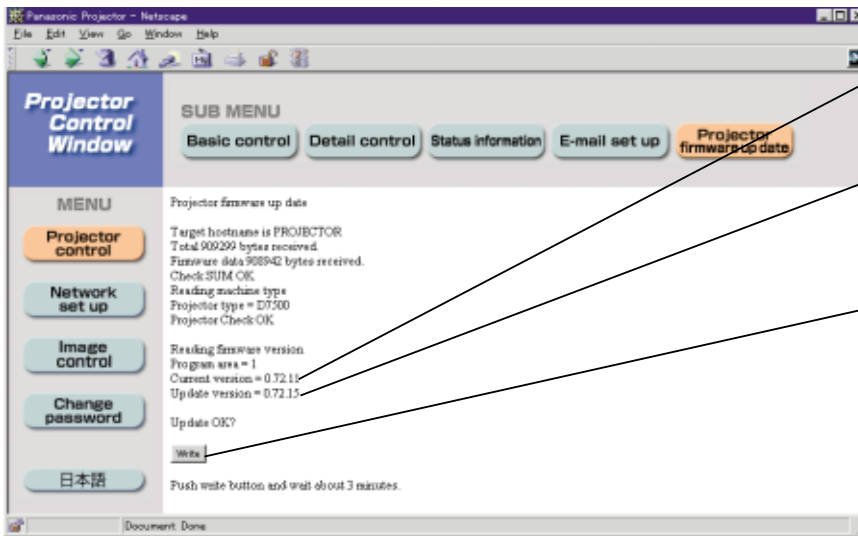 Panasonic Projector - Netscape
File Edit View Go Window Help
Projector
Control
Window
SUB MENU
Basic control
Detail control
Status information
E-mail set up
Projector
firmware up date
MENU
Projector
control
Network
set up
Image
control
Change
password
日本語
Projector firmware up date
Target hostname is PROJECTOR
Total 909299 bytes received.
Firmware data 908942 bytes received.
Check SUM OK
Reading machine type
Projector type = D7500
Projector Check OK
Reading firmware version
Program area = 1
Current version = 0.72.11
Update version = 0.72.15
Update OK?
Write
Push write button and wait about 3 minutes.
Document: Done